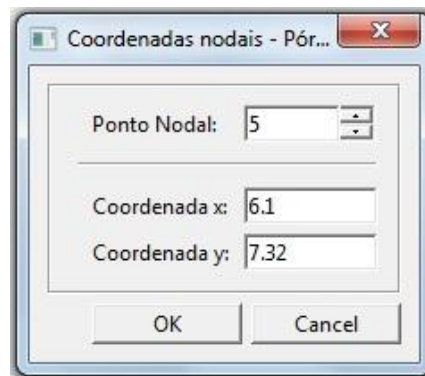 Coordenadas nodais - Pór...
Ponto Nodal: 5
Coordenada x: 6.1
Coordenada y: 7.32
OK Cancel